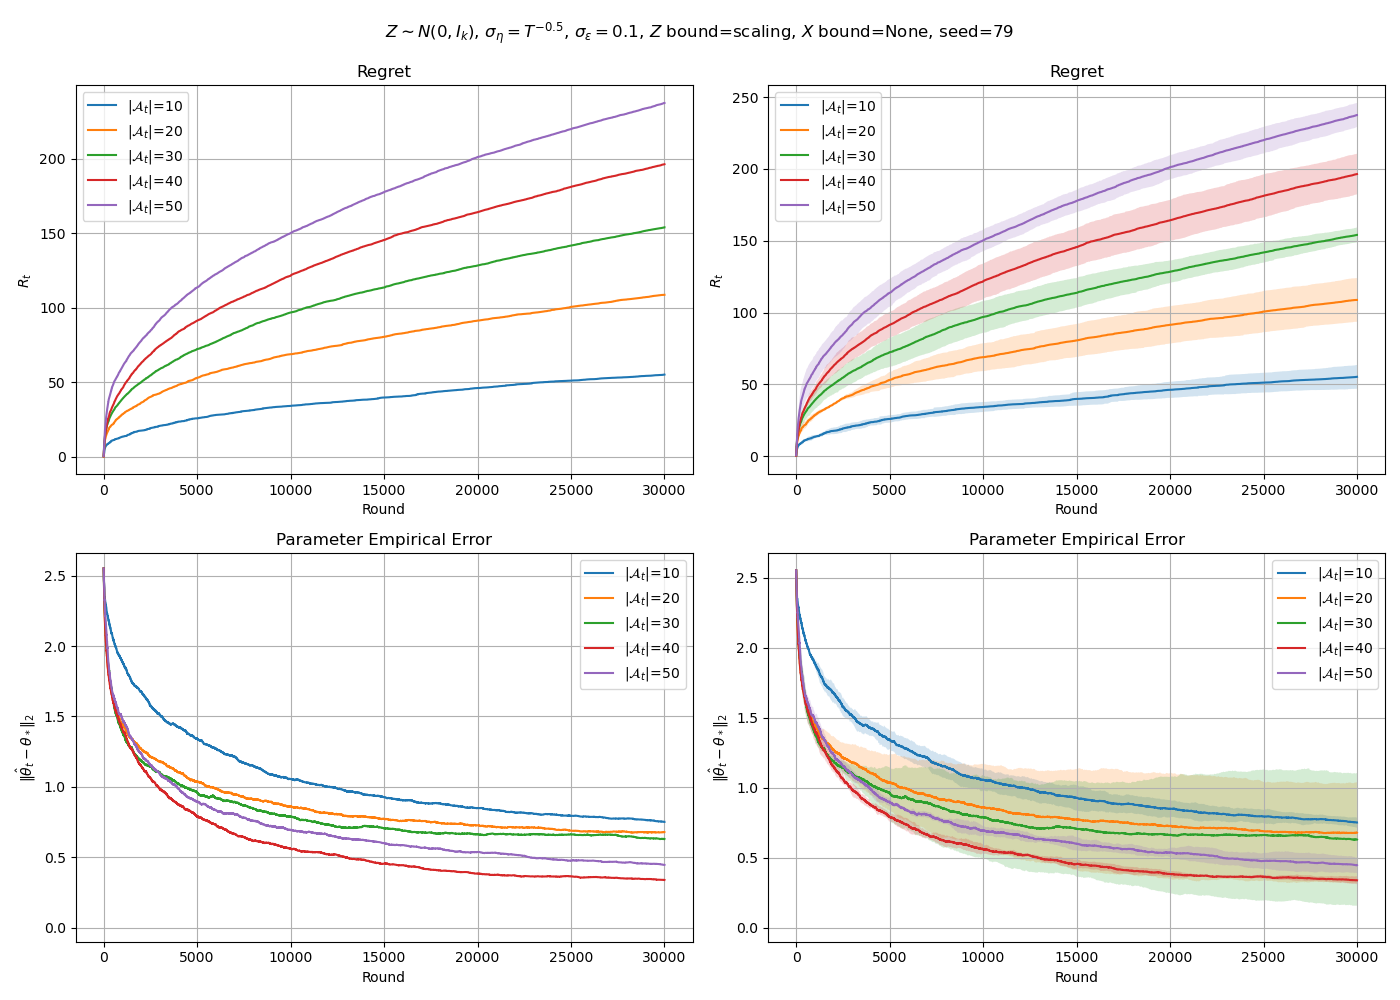 Z ~ N(0, I_k), σ_η = T^{-0.5}, σ_ε = 0.1, Z bound=scaling, X bound=None, seed=79
Regret
|𝒜_t|=10
|𝒜_t|=20
|𝒜_t|=30
|𝒜_t|=40
|𝒜_t|=50
R_t
200
150
100
50
0
0 5000 10000 15000 20000 25000 30000
Round
Regret
|𝒜_t|=10
|𝒜_t|=20
|𝒜_t|=30
|𝒜_t|=40
|𝒜_t|=50
R_t
250
200
150
100
50
0
0 5000 10000 15000 20000 25000 30000
Round
Parameter Empirical Error
|𝒜_t|=10
|𝒜_t|=20
|𝒜_t|=30
|𝒜_t|=40
|𝒜_t|=50
‖θ̂_t − θ_*‖_2
2.5
2.0
1.5
1.0
0.5
0.0
0 5000 10000 15000 20000 25000 30000
Round
Parameter Empirical Error
|𝒜_t|=10
|𝒜_t|=20
|𝒜_t|=30
|𝒜_t|=40
|𝒜_t|=50
‖θ̂_t − θ_*‖_2
2.5
2.0
1.5
1.0
0.5
0.0
0 5000 10000 15000 20000 25000 30000
Round